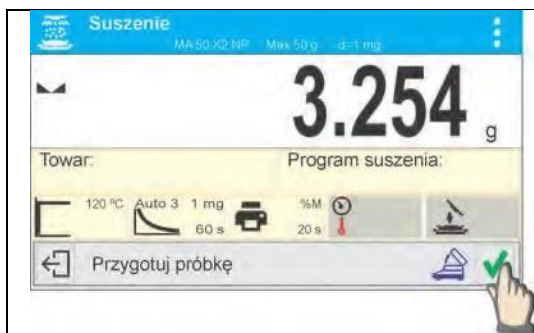 Suszenie
MA 50.X2.NP Max 50 g d=1 mg
3.254 g
Towar: Program suszenia:
120 °C Auto 3 1 mg %M
60 s 20 s
Przygotuj próbkę